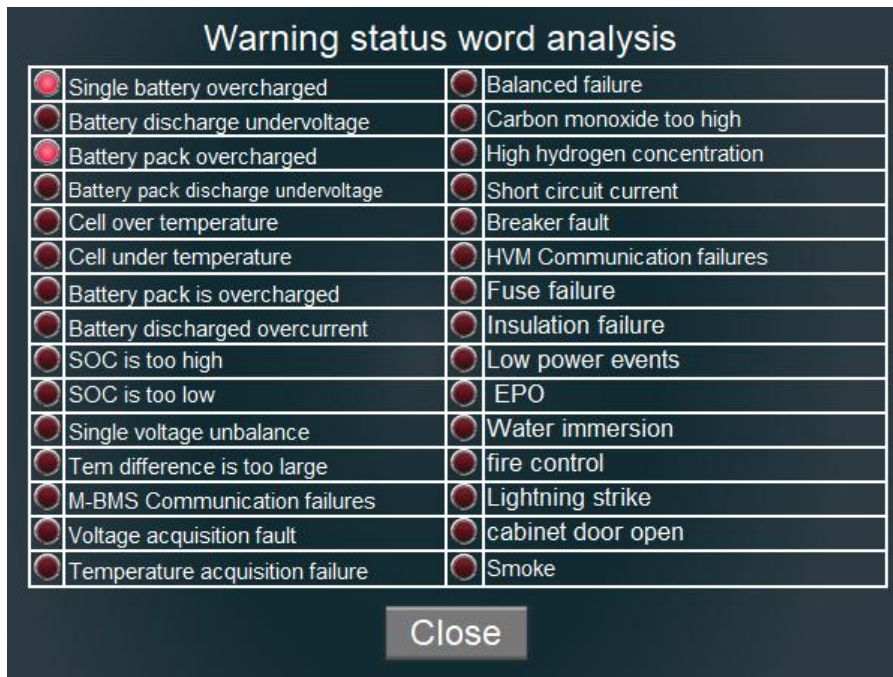 Warning status word analysis
Single battery overcharged
Balanced failure
Battery discharge undervoltage
Carbon monoxide too high
Battery pack overcharged
High hydrogen concentration
Battery pack discharge undervoltage
Short circuit current
Cell over temperature
Breaker fault
Cell under temperature
HVM Communication failures
Battery pack is overcharged
Fuse failure
Battery discharged overcurrent
Insulation failure
SOC is too high
Low power events
SOC is too low
EPO
Single voltage unbalance
Water immersion
Tem difference is too large
fire control
M-BMS Communication failures
Lightning strike
Voltage acquisition fault
cabinet door open
Temperature acquisition failure
Smoke
Close